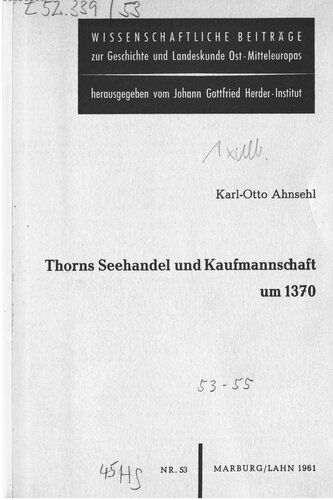 Z 52.339/53
WISSENSCHAFTLICHE BEITRÄGE
zur Geschichte und Landeskunde Ost-Mitteleuropas
herausgegeben vom Johann Gottfried Herder-Institut
Karl-Otto Ahnsehl
Thorns Seehandel und Kaufmannschaft
um 1370
53-55
45HS
NR. 53
MARBURG/LAHN 1961